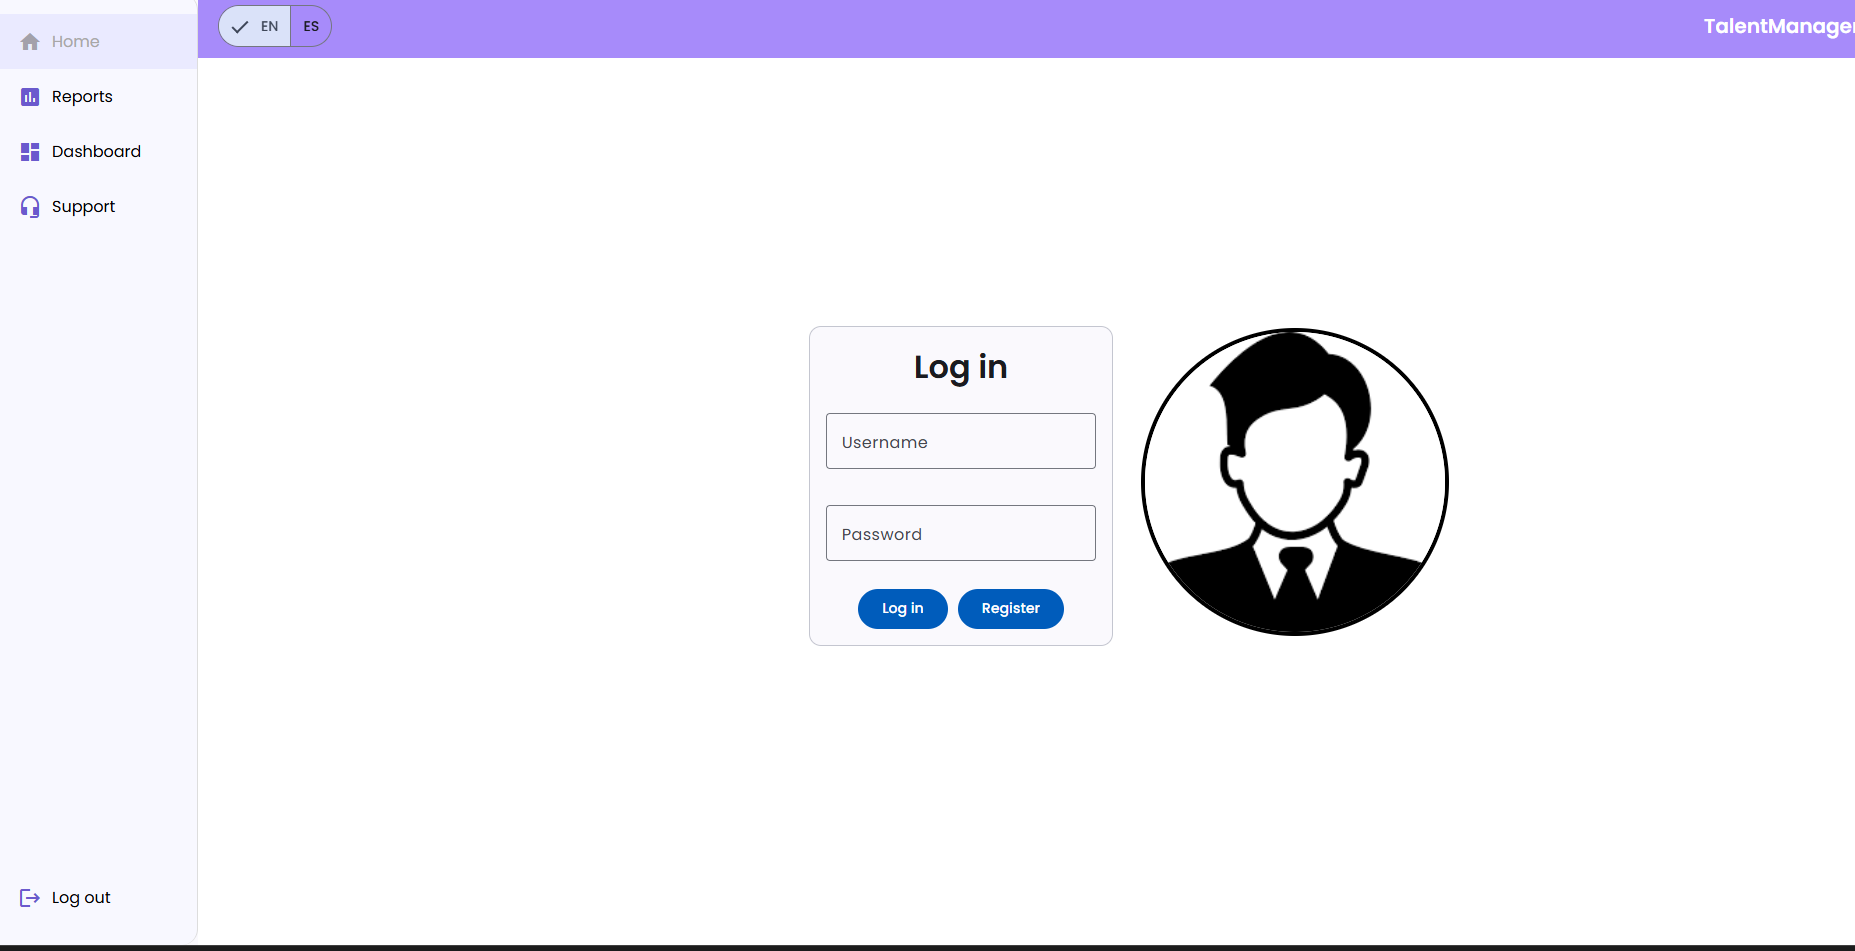 Home
Reports
Dashboard
Support
Log out
EN ES
TalentManager
Log in
Username
Password
Log in Register